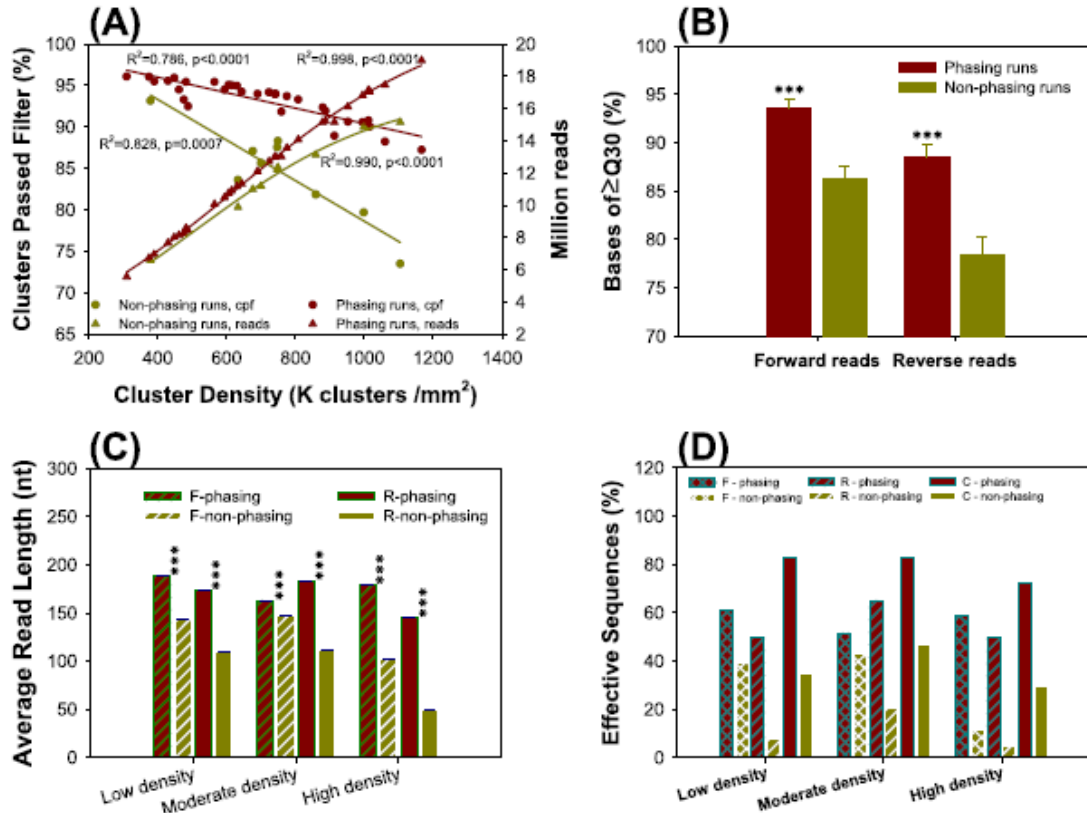 (A)
Clusters Passed Filter (%)
100
95
90
85
80
75
70
65
20
18
16
14
12
10
8
6
4
2
Million reads
R²=0.786, p<0.0001
R²=0.998, p<0.0001
R²=0.828, p=0.0007
R²=0.990, p<0.0001
Non-phasing runs, cpf
Phasing runs, cpf
Non-phasing runs, reads
Phasing runs, reads
200 400 600 800 1000 1200 1400
Cluster Density (K clusters /mm²)
(B)
Bases of ≥Q30 (%)
100
95
90
85
80
75
70
Phasing runs
Non-phasing runs
***
***
Forward reads Reverse reads
(C)
Average Read Length (nt)
300
250
200
150
100
50
0
F-phasing
R-phasing
F-non-phasing
R-non-phasing
***
***
***
***
***
***
Low density
Moderate density
High density
(D)
Effective Sequences (%)
120
100
80
60
40
20
0
F - phasing
R - phasing
C - phasing
F - non-phasing
R - non-phasing
C - non-phasing
Low density
Moderate density
High density